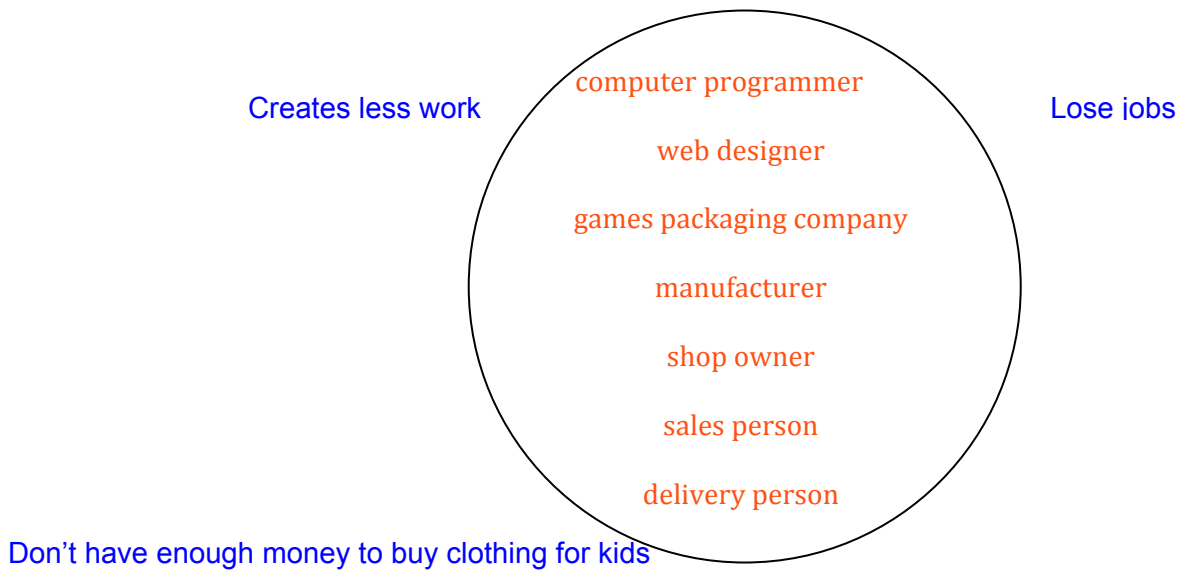 computer programmer
Creates less work
Lose jobs
web designer
games packaging company
manufacturer
shop owner
sales person
delivery person
Don’t have enough money to buy clothing for kids